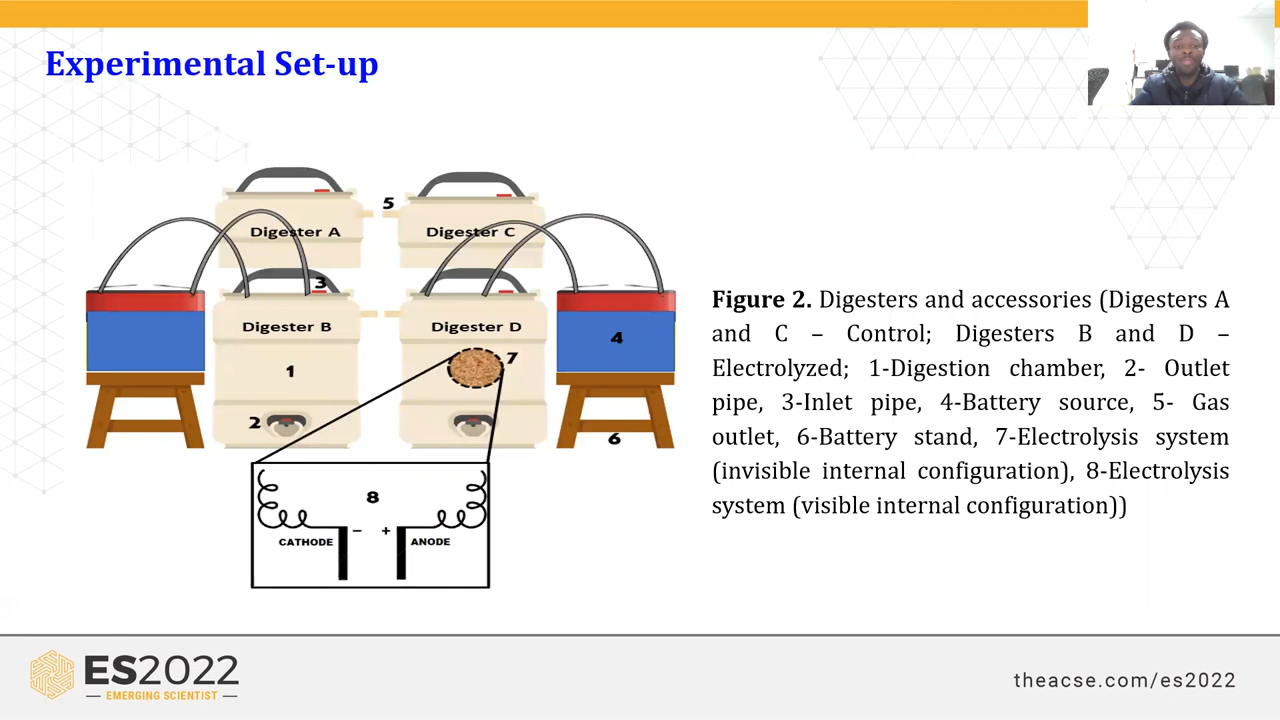 Experimental Set-up
5
Digester A
Digester C
3
Digester B
Digester D
4
7
1
2
6
8
– +
CATHODE
ANODE
Figure 2. Digesters and accessories (Digesters A
and C – Control; Digesters B and D –
Electrolyzed; 1-Digestion chamber, 2- Outlet
pipe, 3-Inlet pipe, 4-Battery source, 5- Gas
outlet, 6-Battery stand, 7-Electrolysis system
(invisible internal configuration), 8-Electrolysis
system (visible internal configuration))
ES2022
EMERGING SCIENTIST
theacse.com/es2022